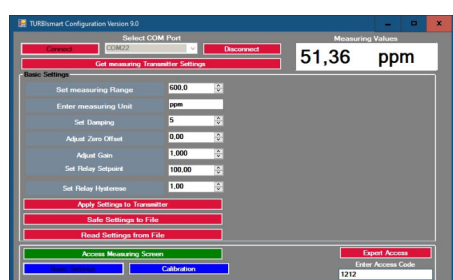 TURBIsmart Configuration Version 9.0
Select COM Port
Measuring Values
Connect
COM22
Disconnect
51,36 ppm
Get measuring Transmitter Settings
Basic Settings
Set measuring Range
600,0
Enter measuring Unit
ppm
Set Damping
5
Adjust Zero Offset
0,00
Adjust Gain
1,000
Set Relay Setpoint
100,00
Set Relay Hysterese
1,00
Apply Settings to Transmitter
Safe Settings to File
Read Settings from File
Access Measuring Screen
Expert Access
Basic Settings
Calibration
Enter Access Code
1212